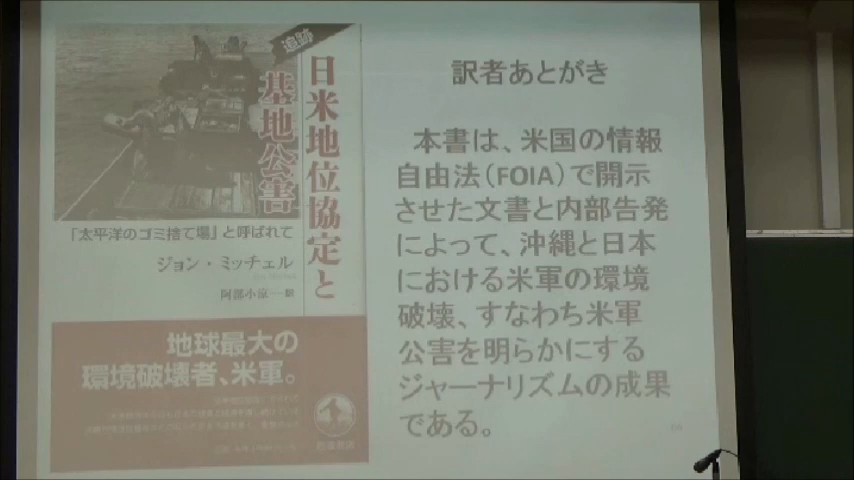 追跡
日米地位協定と
基地公害
「太平洋のゴミ捨て場」と呼ばれて
ジョン・ミッチェル
阿部小涼 訳
地球最大の
環境破壊者、米軍。
岩波書店
訳者あとがき
本書は、米国の情報
自由法(FOIA)で開示
させた文書と内部告発
によって、沖縄と日本
における米軍の環境
破壊、すなわち米軍
公害を明らかにする
ジャーナリズムの成果
である。